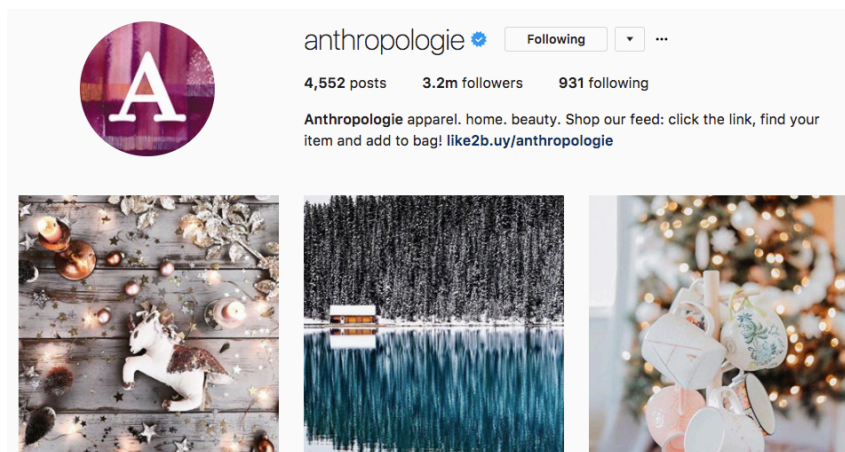 A
anthropologie Following
4,552 posts 3.2m followers 931 following
Anthropologie apparel. home. beauty. Shop our feed: click the link, find your
item and add to bag! like2b.uy/anthropologie